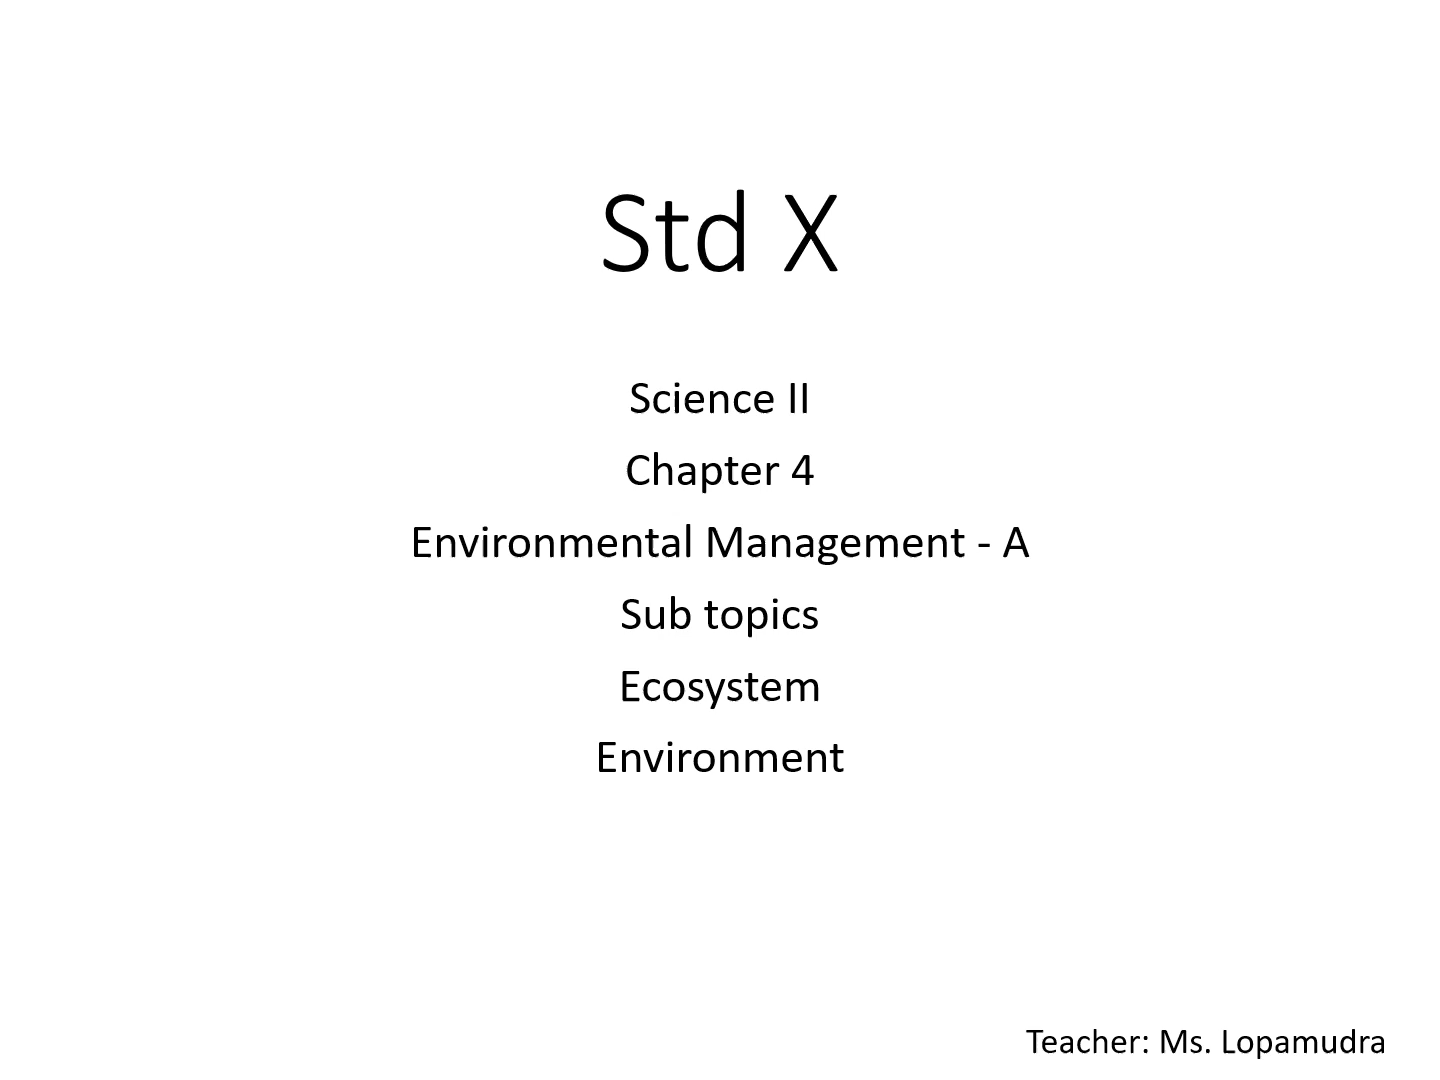 Std X
Science II
Chapter 4
Environmental Management - A
Sub topics
Ecosystem
Environment
Teacher: Ms. Lopamudra